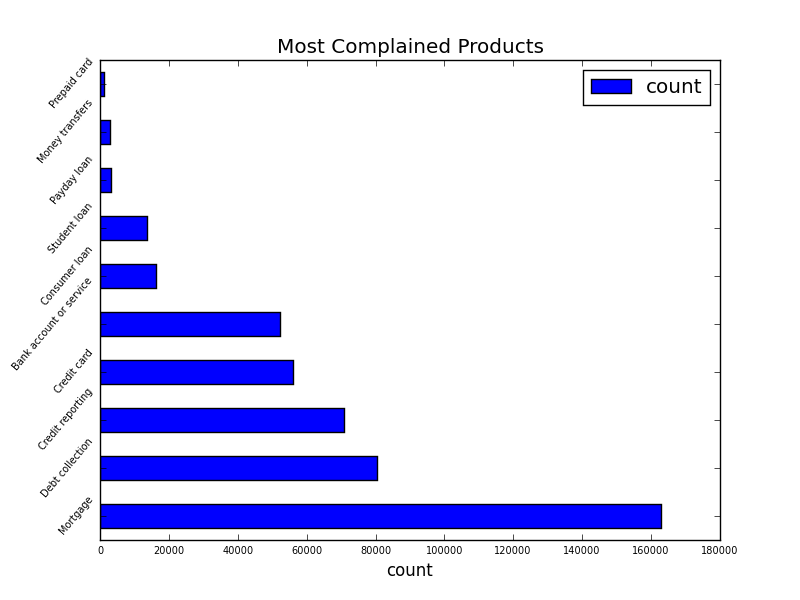 Most Complained Products
count
Prepaid card
Money transfers
Payday loan
Student loan
Consumer loan
Bank account or service
Credit card
Credit reporting
Debt collection
Mortgage
0 20000 40000 60000 80000 100000 120000 140000 160000 180000
count